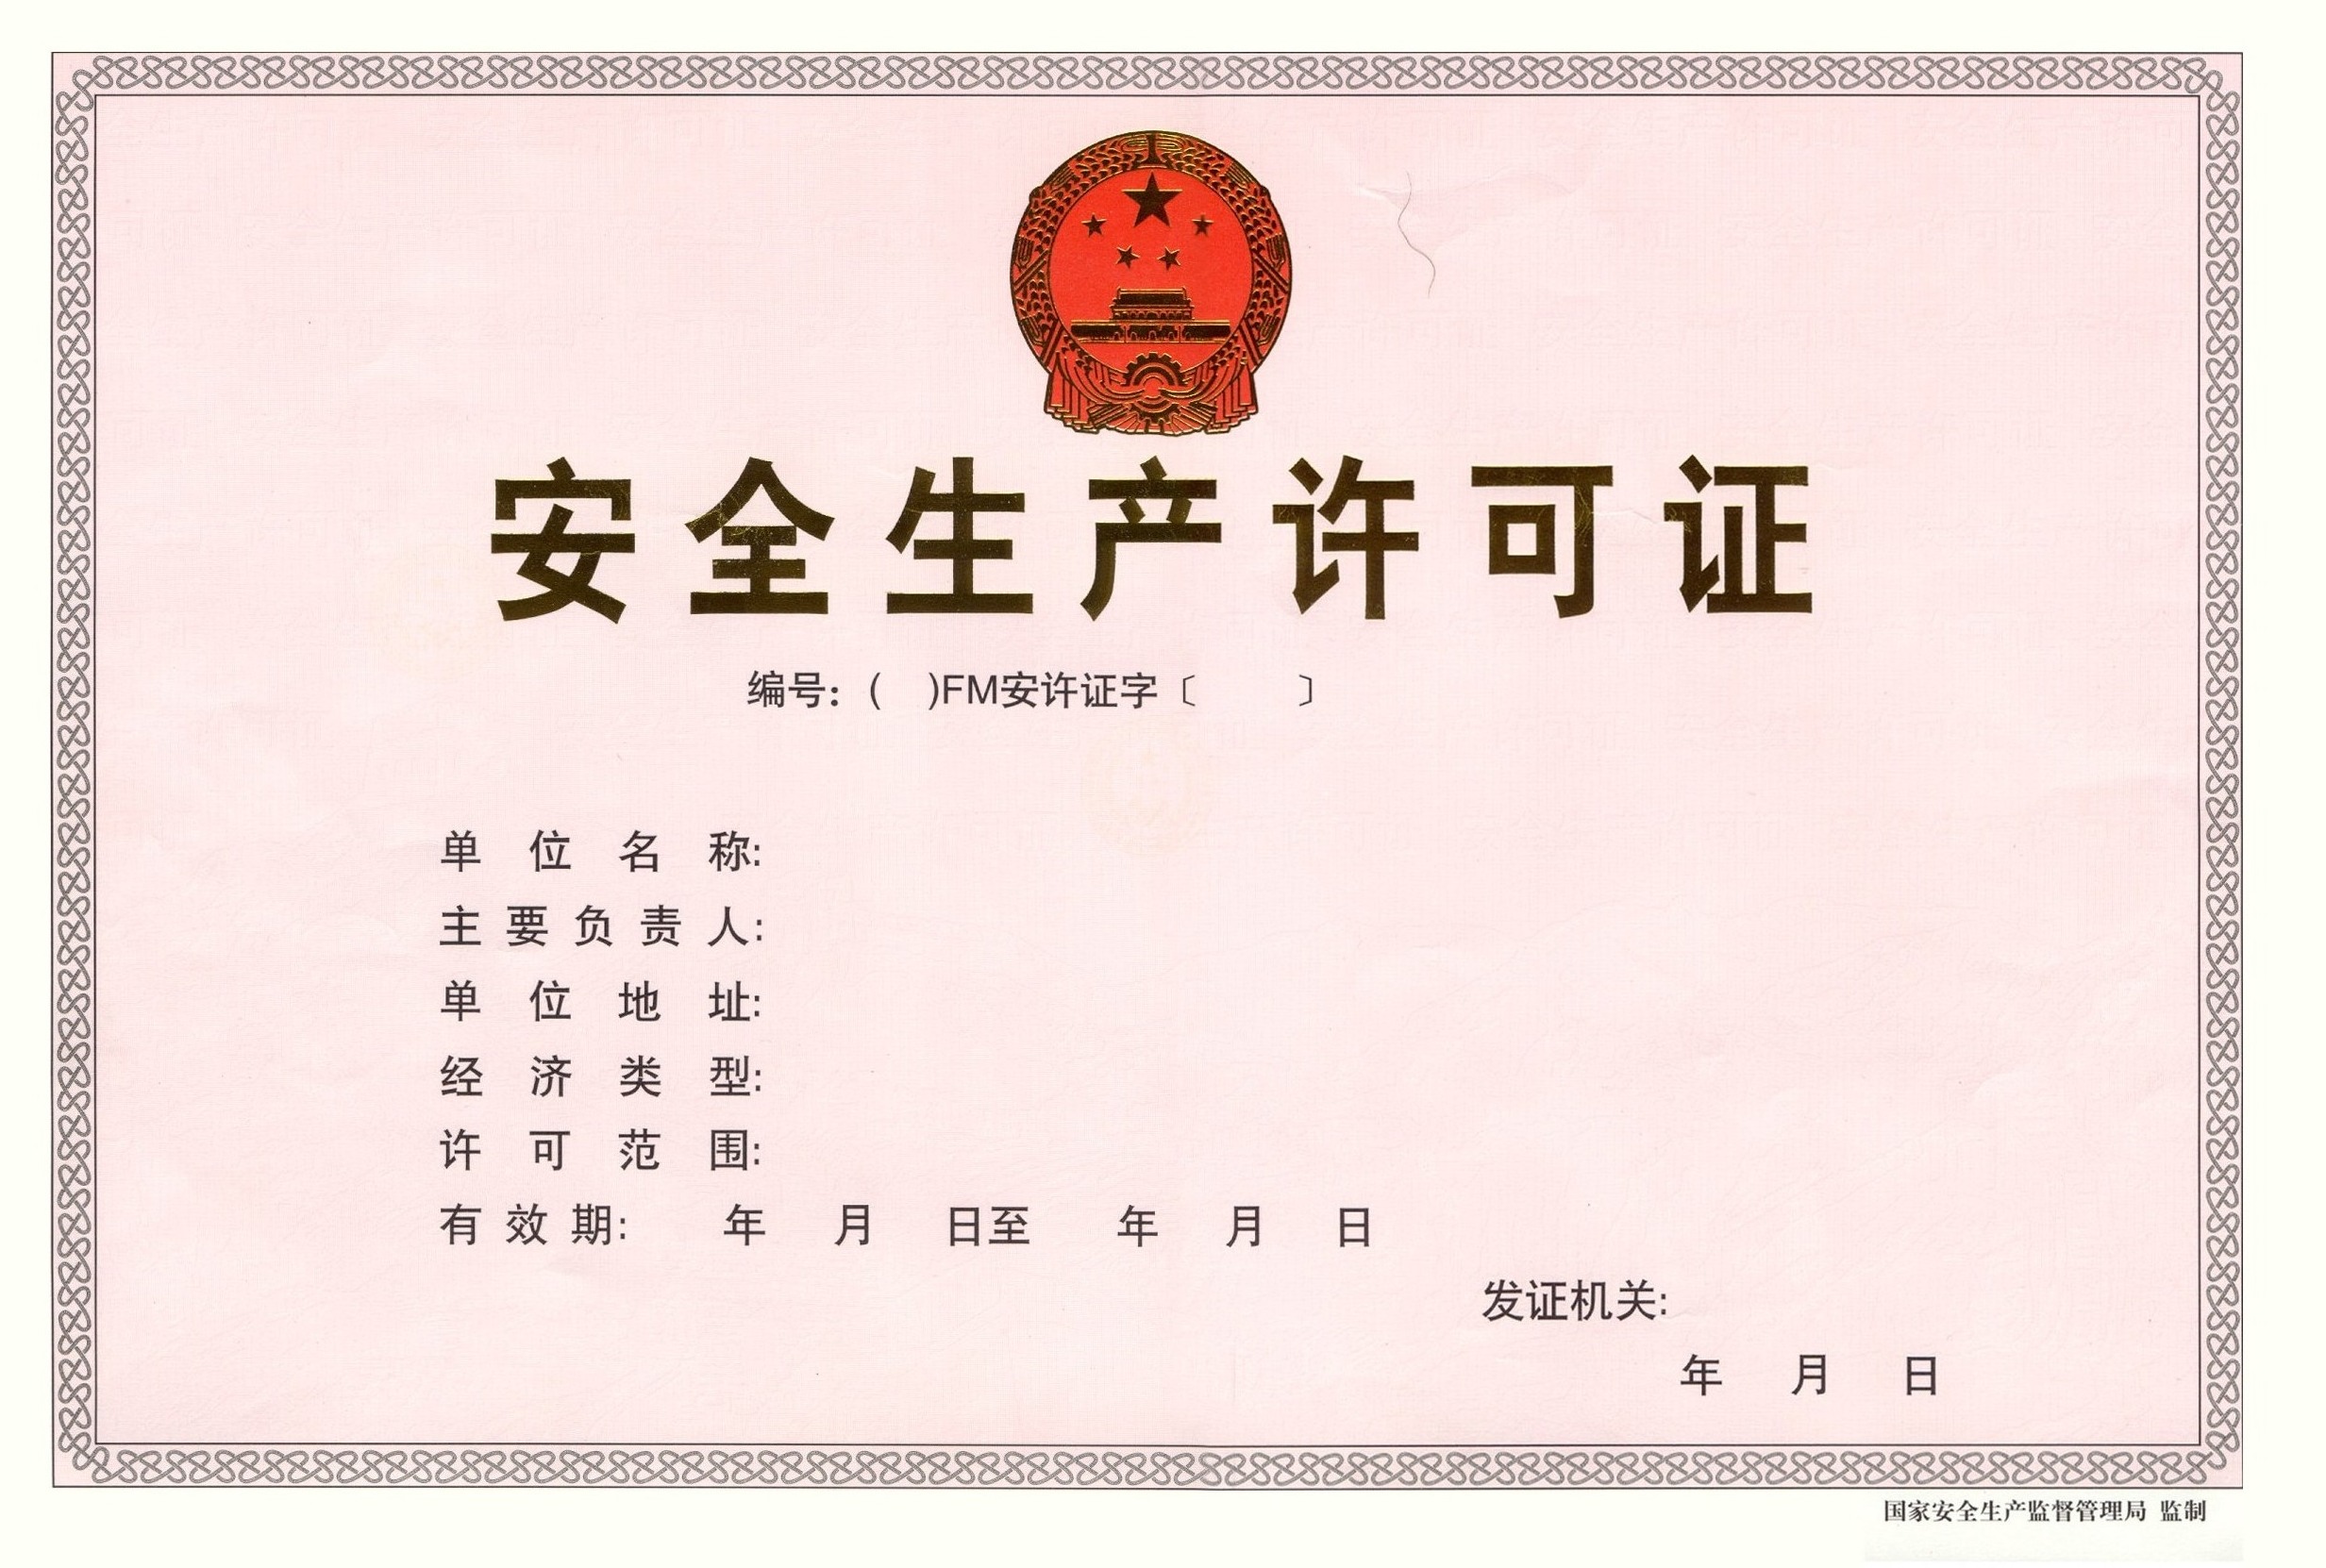 安全生产许可证
编号：（ ）FM安许证字〔 〕
单位名称：
主要负责人：
单位地址：
经济类型：
许可范围：
有效期： 年 月 日至 年 月 日
发证机关：
年 月 日
国家安全生产监督管理局 监制